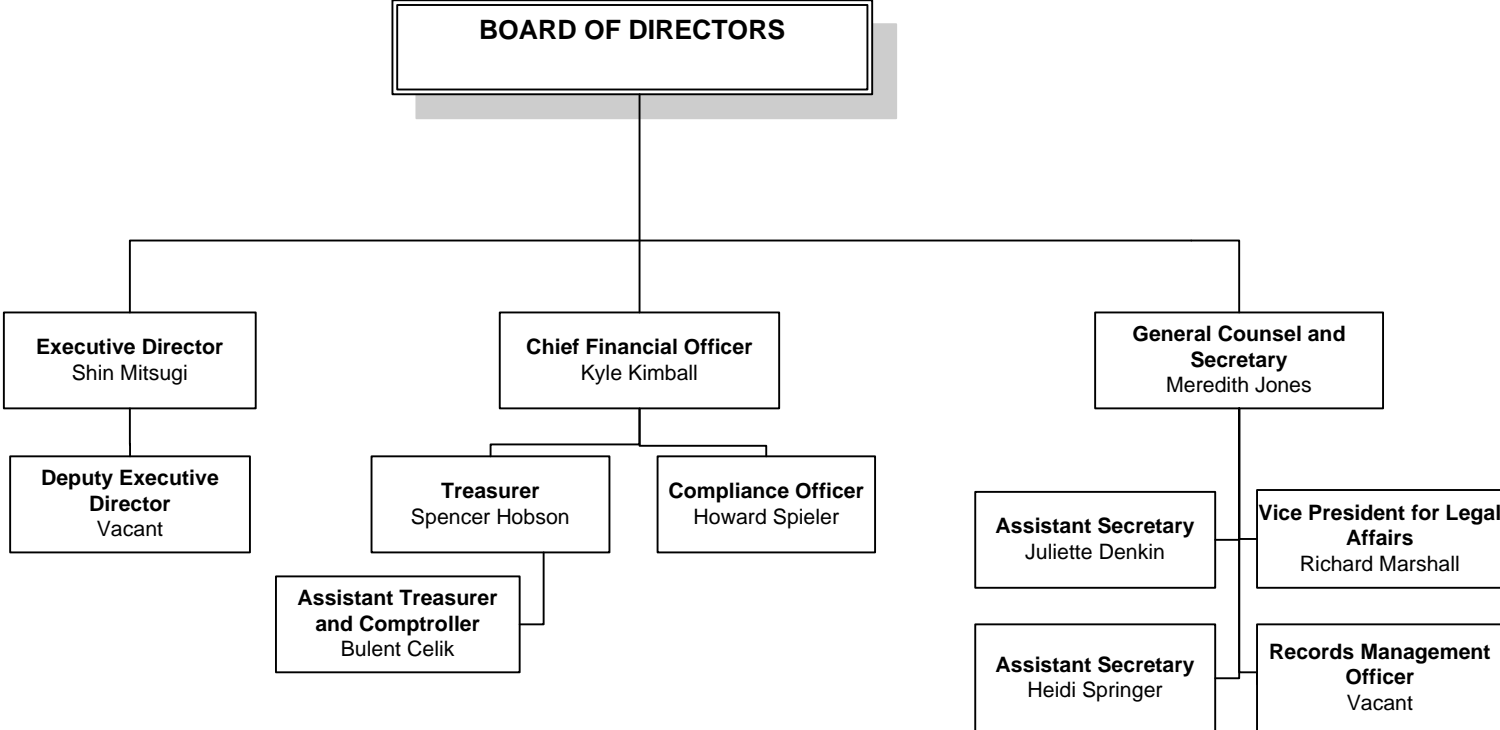 BOARD OF DIRECTORS
Executive Director
Shin Mitsugi
Chief Financial Officer
Kyle Kimball
General Counsel and
Secretary
Meredith Jones
Deputy Executive
Director
Vacant
Treasurer
Spencer Hobson
Compliance Officer
Howard Spieler
Assistant Secretary
Juliette Denkin
Vice President for Legal
Affairs
Richard Marshall
Assistant Treasurer
and Comptroller
Bulent Celik
Assistant Secretary
Heidi Springer
Records Management
Officer
Vacant